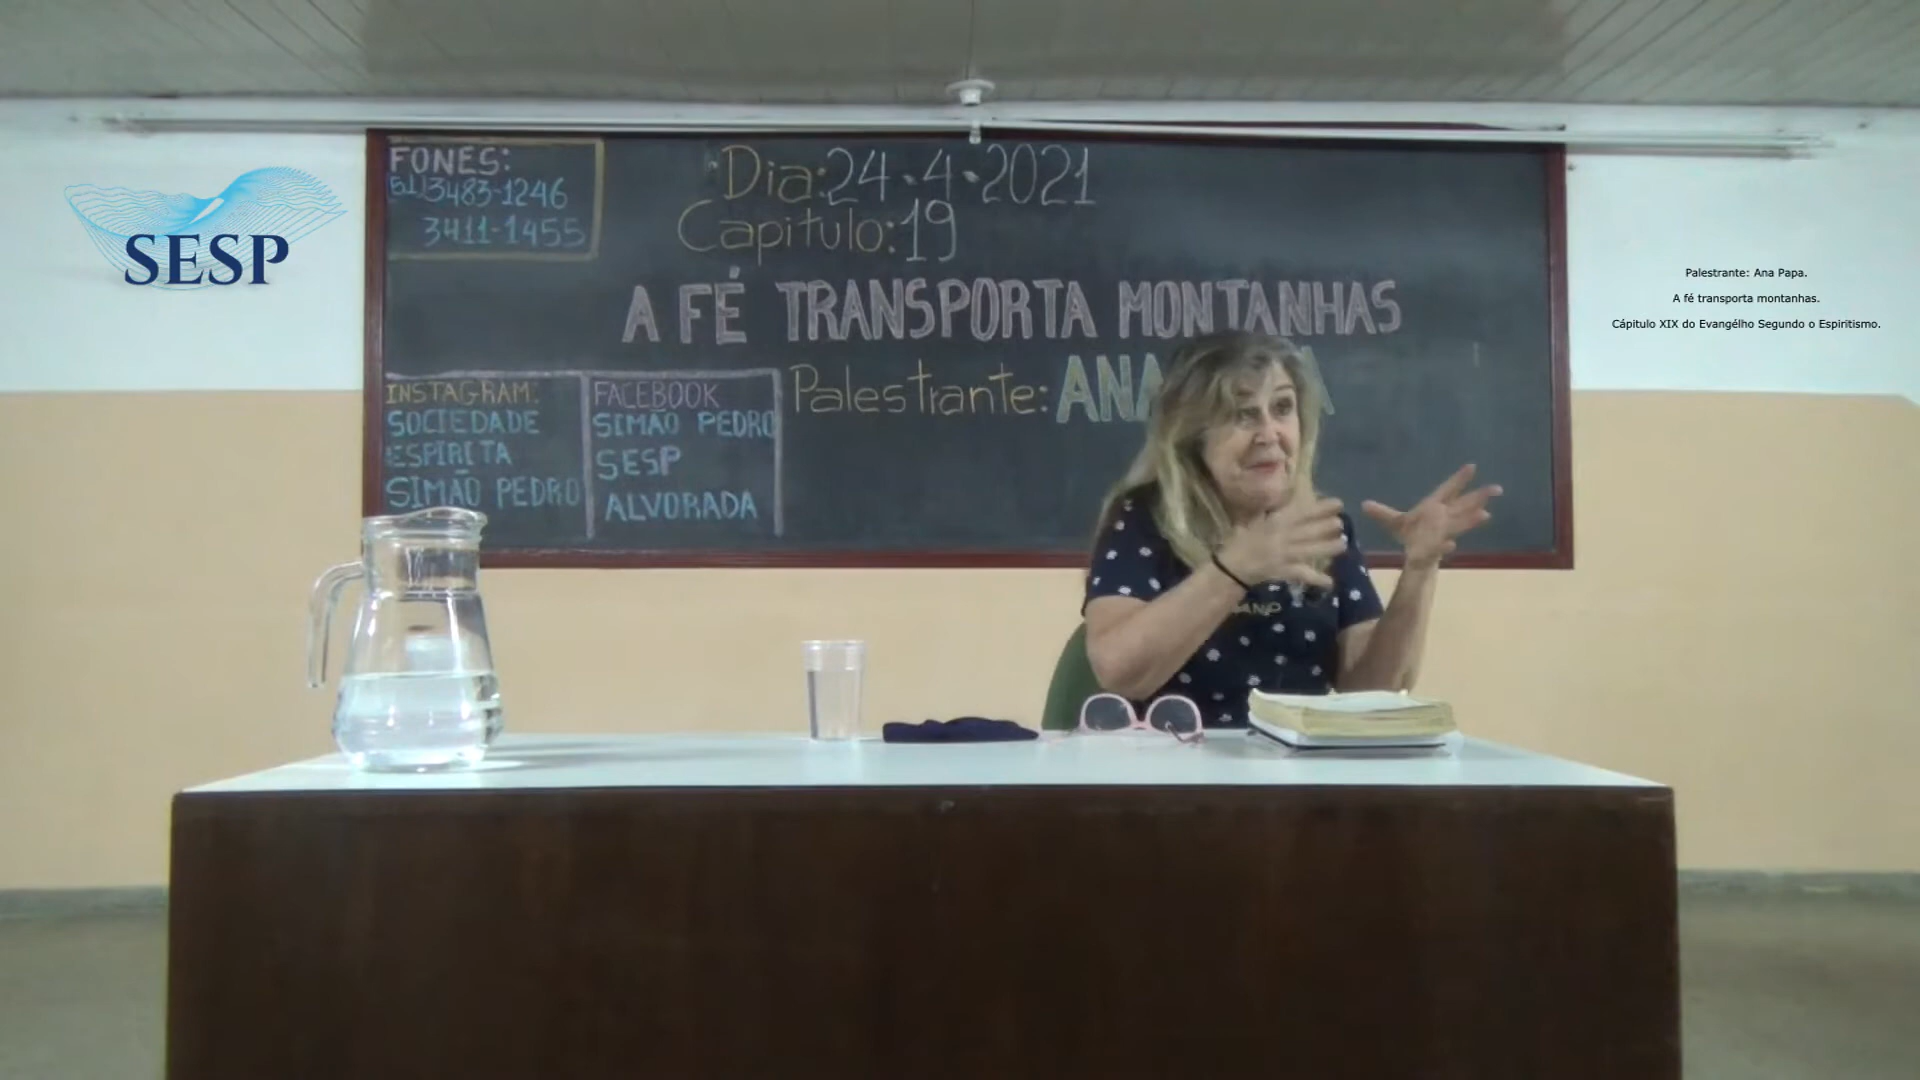 FONES:
(51)3483-1246
3411-1455
Dia:24-4-2021
Capitulo:19
A FÉ TRANSPORTA MONTANHAS
Palestrante: ANA
INSTAGRAM:
SOCIEDADE
ESPIRITA
SIMÃO PEDRO
FACEBOOK
SIMÃO PEDRO
SESP
ALVORADA
SESP
Palestrante: Ana Papa.
A fé transporta montanhas.
Cápitulo XIX do Evangélho Segundo o Espiritismo.